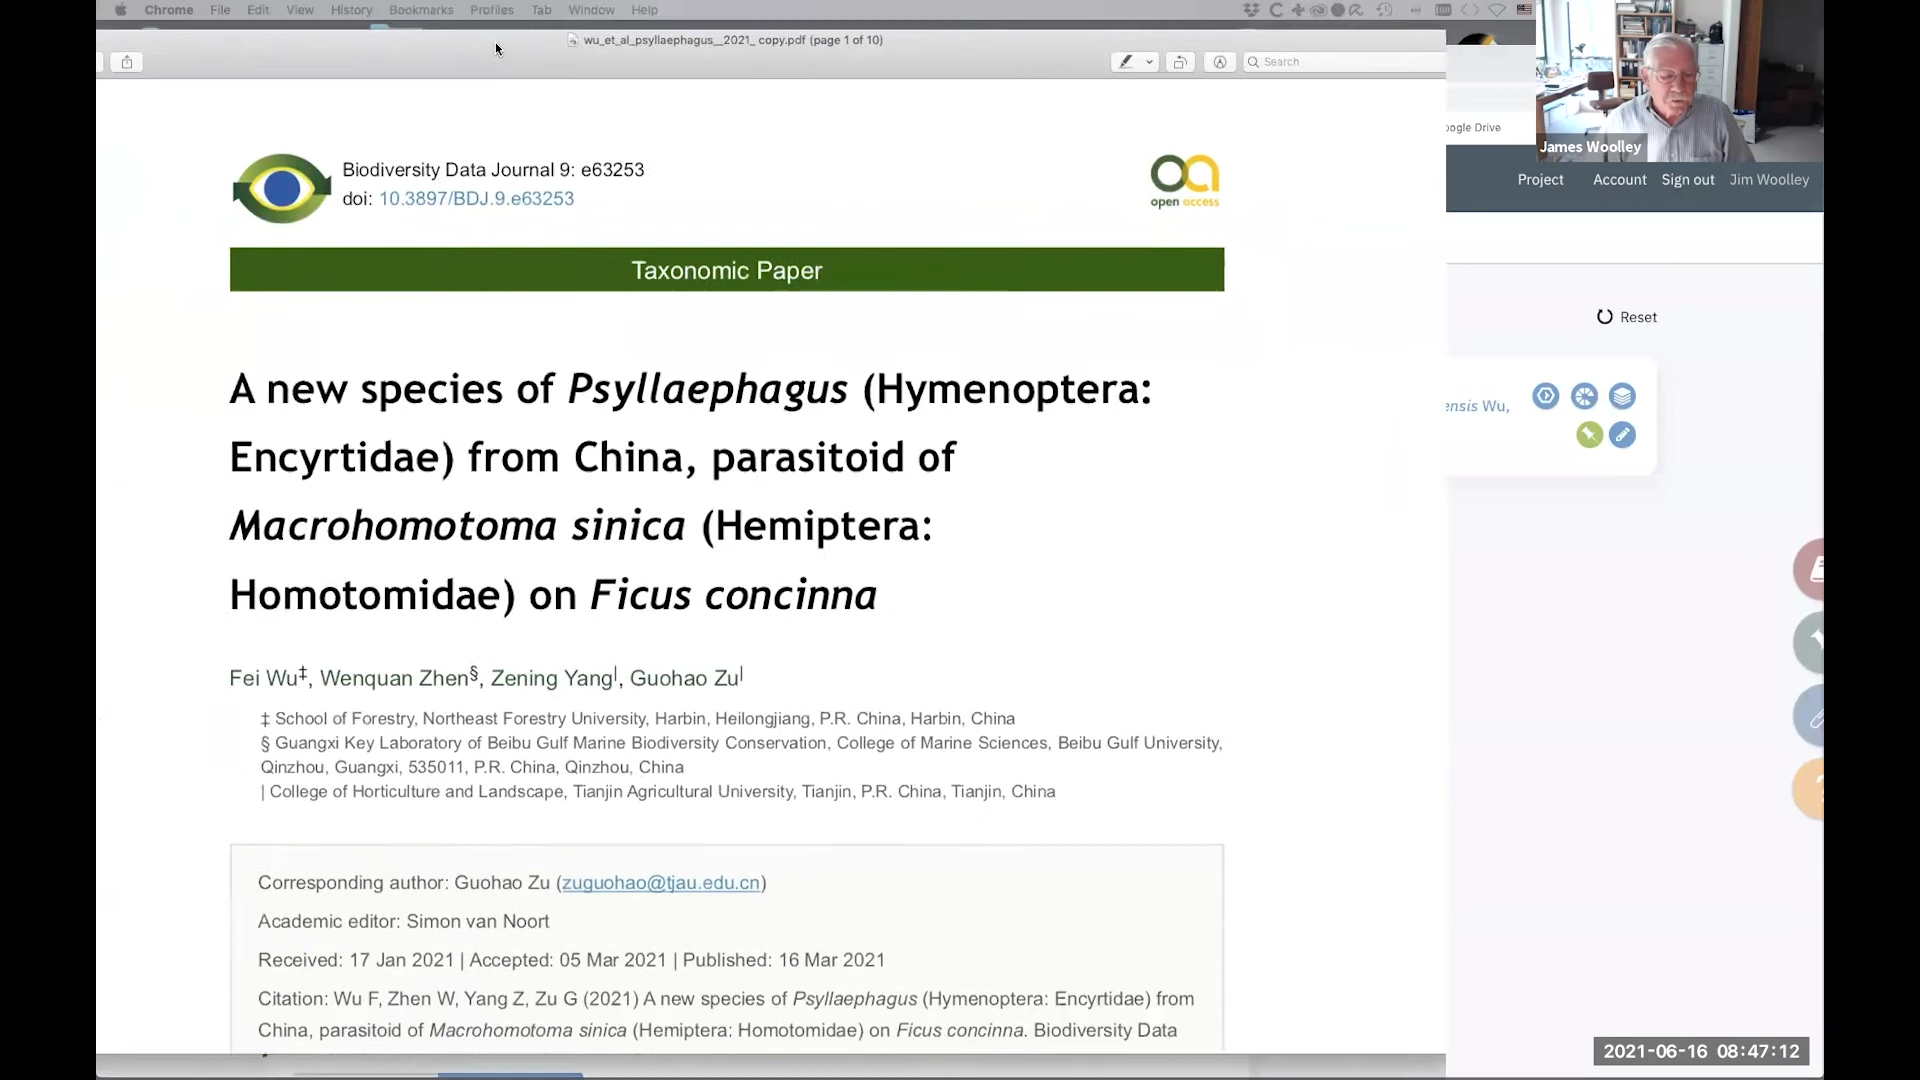 Chrome File Edit View History Bookmarks Profiles Tab Window Help
wu_et_al_psyllaephagus__2021_ copy.pdf (page 1 of 10)
Search
James Woolley
Project Account Sign out Jim Woolley
Biodiversity Data Journal 9: e63253
doi: 10.3897/BDJ.9.e63253
open access
Taxonomic Paper
Reset
A new species of Psyllaephagus (Hymenoptera:
Encyrtidae) from China, parasitoid of
Macrohomotoma sinica (Hemiptera:
Homotomidae) on Ficus concinna
ensis Wu,
Fei Wu‡, Wenquan Zhen§, Zening Yang|, Guohao Zu|
‡ School of Forestry, Northeast Forestry University, Harbin, Heilongjiang, P.R. China, Harbin, China
§ Guangxi Key Laboratory of Beibu Gulf Marine Biodiversity Conservation, College of Marine Sciences, Beibu Gulf University,
Qinzhou, Guangxi, 535011, P.R. China, Qinzhou, China
| College of Horticulture and Landscape, Tianjin Agricultural University, Tianjin, P.R. China, Tianjin, China
Corresponding author: Guohao Zu (zuguohao@tjau.edu.cn)
Academic editor: Simon van Noort
Received: 17 Jan 2021 | Accepted: 05 Mar 2021 | Published: 16 Mar 2021
Citation: Wu F, Zhen W, Yang Z, Zu G (2021) A new species of Psyllaephagus (Hymenoptera: Encyrtidae) from
China, parasitoid of Macrohomotoma sinica (Hemiptera: Homotomidae) on Ficus concinna. Biodiversity Data
2021-06-16 08:47:12